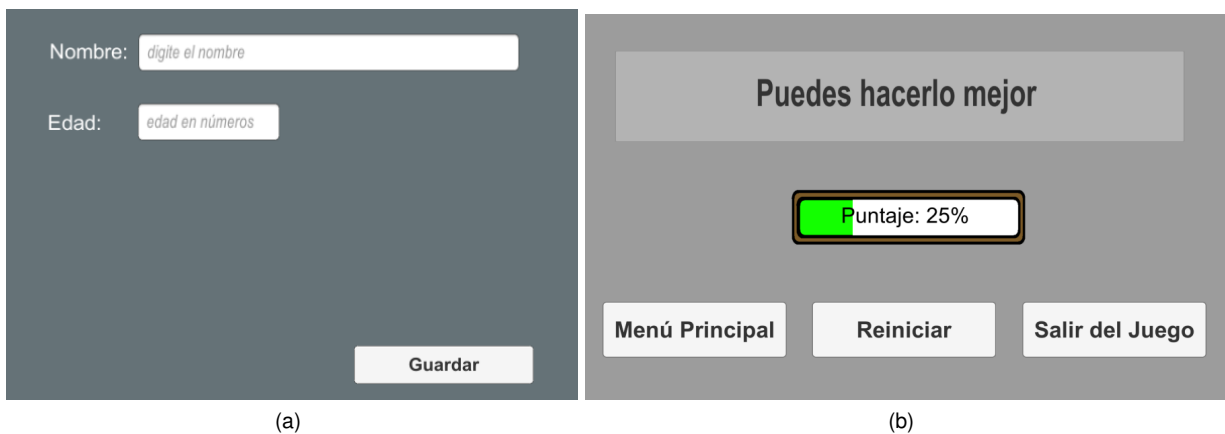 Nombre: digite el nombre
Edad: edad en números
Guardar
(a)
Puedes hacerlo mejor
Puntaje: 25%
Menú Principal Reiniciar Salir del Juego
(b)